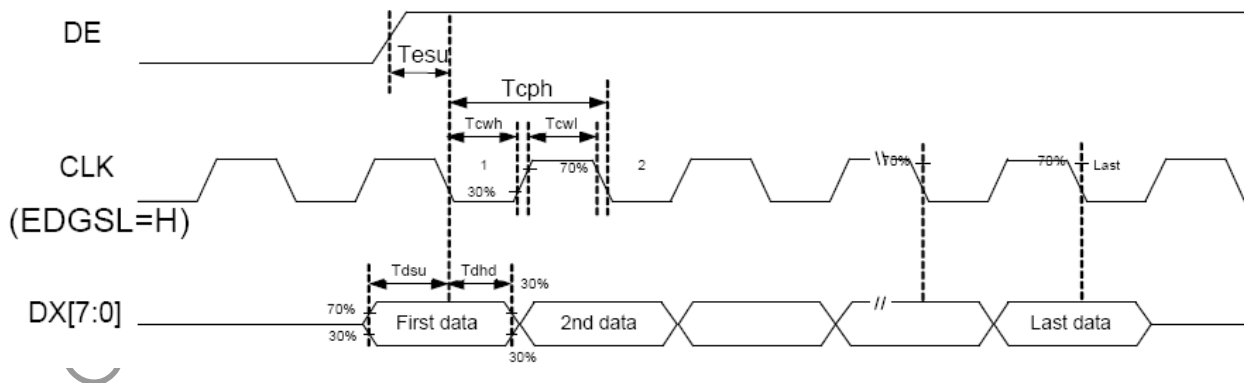 DE
Tesu
Tcph
Tcwh
Tcwl
CLK
1
70%
2
70%
70%
Last
30%
(EDGSL=H)
Tdsu
Tdhd
30%
DX[7:0]
70%
30%
First data
2nd data
//
Last data
30%